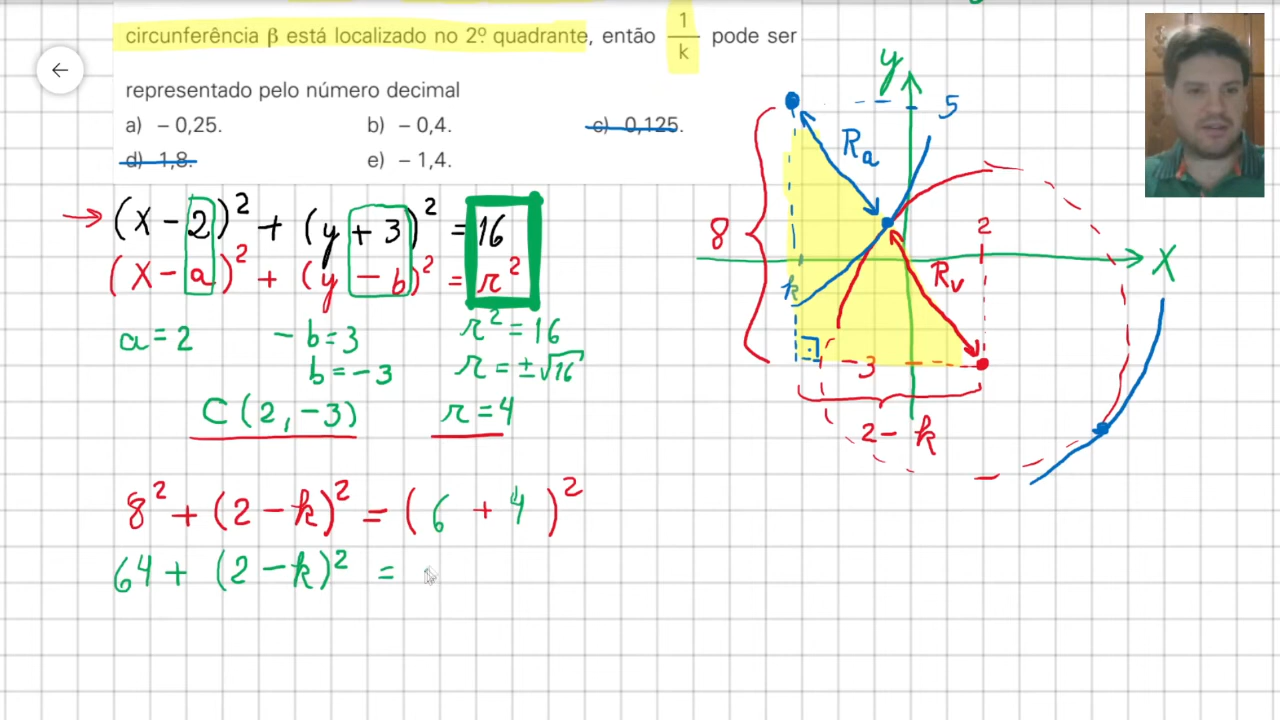 circunferência β está localizado no 2º quadrante, então 1/k pode ser
representado pelo número decimal
a) – 0,25.
b) – 0,4.
c) 0,125.
d) 1,8.
e) – 1,4.
(x - 2)² + (y + 3)² = 16
(x - a)² + (y - b)² = r²
a = 2
- b = 3
b = -3
r² = 16
r = ±√16
C (2, -3)
r = 4
8² + (2 - k)² = ( 6 + 4 )²
64 + (2 - k)² =
y
5
Ra
8
2
x
k
Rv
-3
2 - k